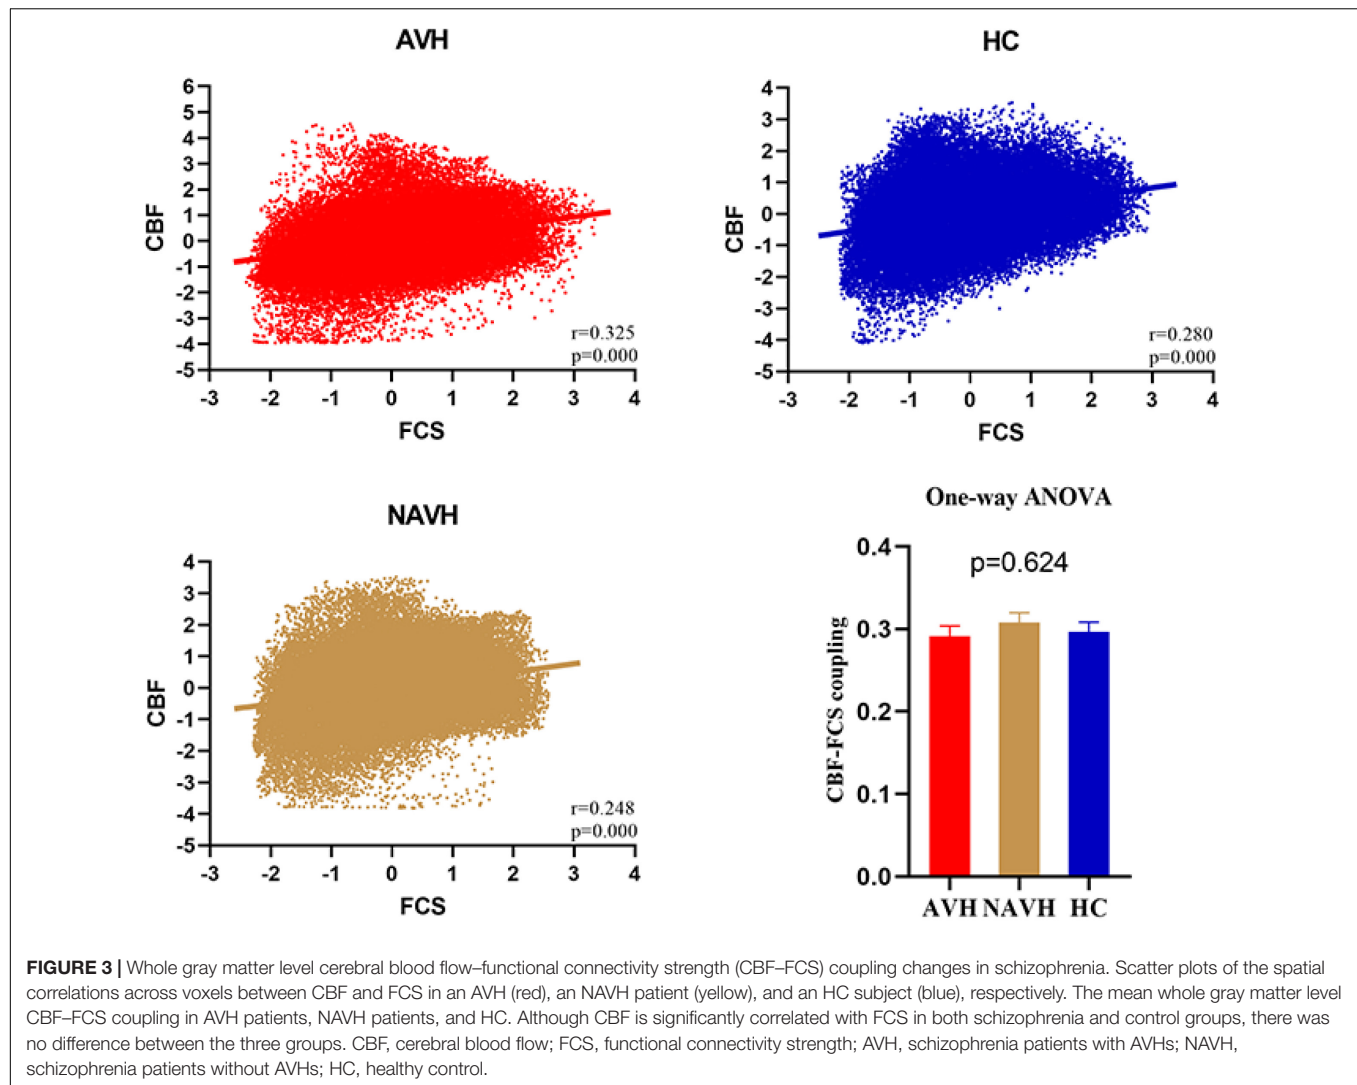 AVH
6
5
4
3
2
1
0
-1
-2
-3
-4
-5
CBF
-3 -2 -1 0 1 2 3 4
FCS
r=0.325
p=0.000
HC
4
3
2
1
0
-1
-2
-3
-4
-5
CBF
-3 -2 -1 0 1 2 3 4
FCS
r=0.280
p=0.000
NAVH
4
3
2
1
0
-1
-2
-3
-4
-5
CBF
-3 -2 -1 0 1 2 3 4
FCS
r=0.248
p=0.000
One-way ANOVA
p=0.624
0.4
0.3
0.2
0.1
0.0
CBF-FCS coupling
AVH NAVH HC
FIGURE 3 | Whole gray matter level cerebral blood flow–functional connectivity strength (CBF–FCS) coupling changes in schizophrenia. Scatter plots of the spatial
correlations across voxels between CBF and FCS in an AVH (red), an NAVH patient (yellow), and an HC subject (blue), respectively. The mean whole gray matter level
CBF–FCS coupling in AVH patients, NAVH patients, and HC. Although CBF is significantly correlated with FCS in both schizophrenia and control groups, there was
no difference between the three groups. CBF, cerebral blood flow; FCS, functional connectivity strength; AVH, schizophrenia patients with AVHs; NAVH,
schizophrenia patients without AVHs; HC, healthy control.